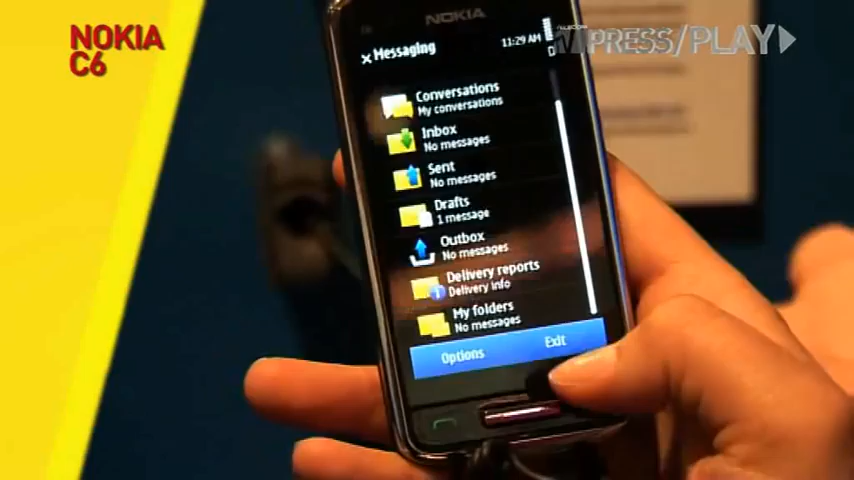 NOKIA
C6
PRESS/PLAY
NOKIA
Messaging
11:29 AM
Conversations
My conversations
Inbox
No messages
Sent
No messages
Drafts
1 message
Outbox
No messages
Delivery reports
Delivery info
My folders
No messages
Options
Exit